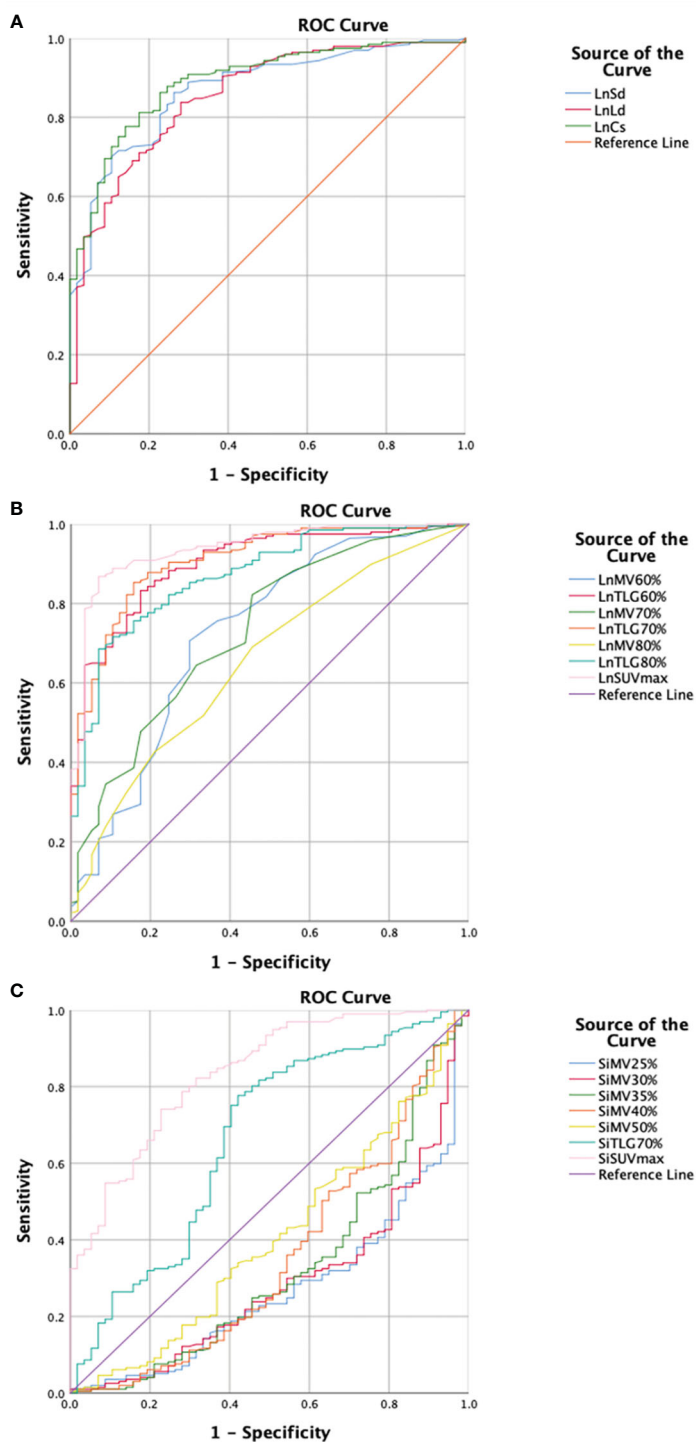 A
ROC Curve
1.0
0.8
0.6
0.4
0.2
0.0
0.0 0.2 0.4 0.6 0.8 1.0
Sensitivity
1 – Specificity
Source of the
Curve
LnSd
LnLd
LnCs
Reference Line
B
ROC Curve
1.0
0.8
0.6
0.4
0.2
0.0
0.0 0.2 0.4 0.6 0.8 1.0
Sensitivity
1 – Specificity
Source of the
Curve
LnMV60%
LnTLG60%
LnMV70%
LnTLG70%
LnMV80%
LnTLG80%
LnSUVmax
Reference Line
C
ROC Curve
1.0
0.8
0.6
0.4
0.2
0.0
0.0 0.2 0.4 0.6 0.8 1.0
Sensitivity
1 – Specificity
Source of the
Curve
SiMV25%
SiMV30%
SiMV35%
SiMV40%
SiMV50%
SiTLG70%
SiSUVmax
Reference Line